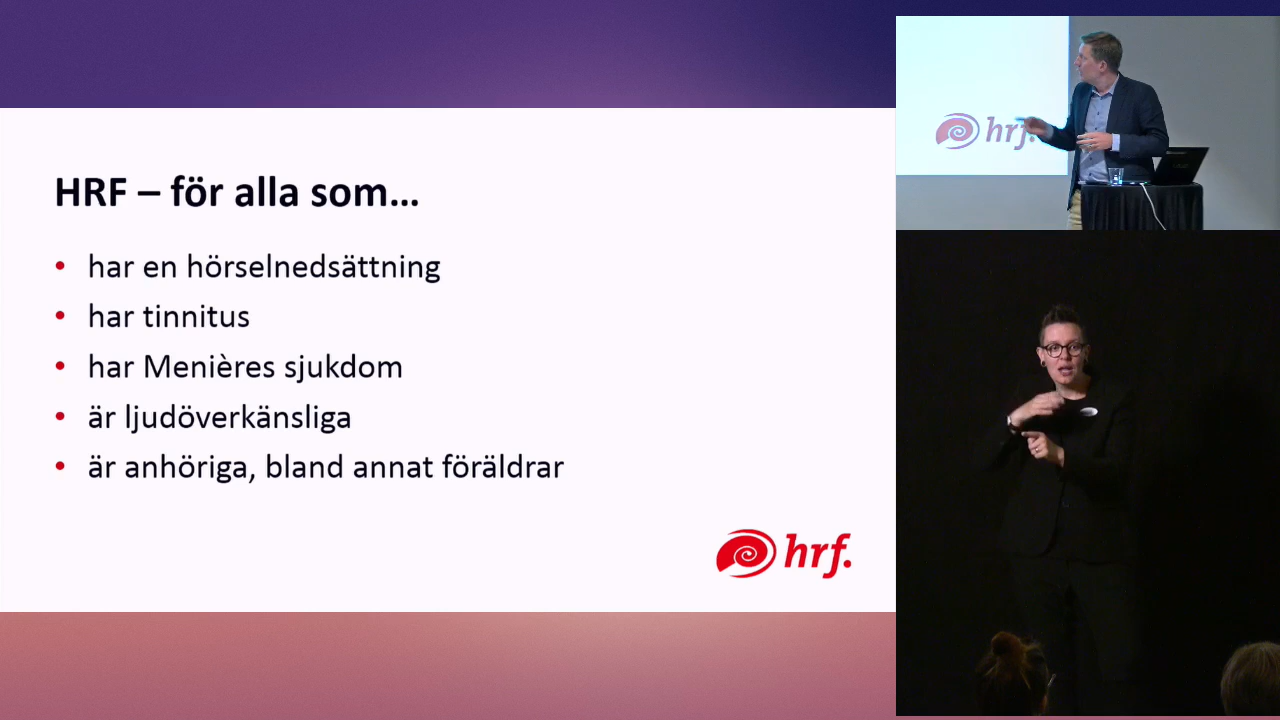 HRF – för alla som...
• har en hörselnedsättning
• har tinnitus
• har Menières sjukdom
• är ljudöverkänsliga
• är anhöriga, bland annat föräldrar
hrf.
hrf.